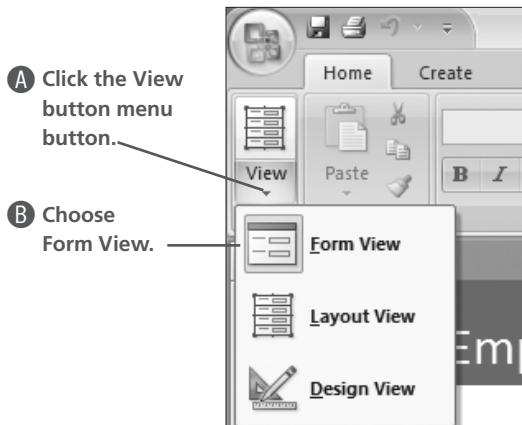 Home Create
A Click the View
button menu
button.
View Paste B I
B Choose
Form View.
Form View
Layout View
Design View
Emp